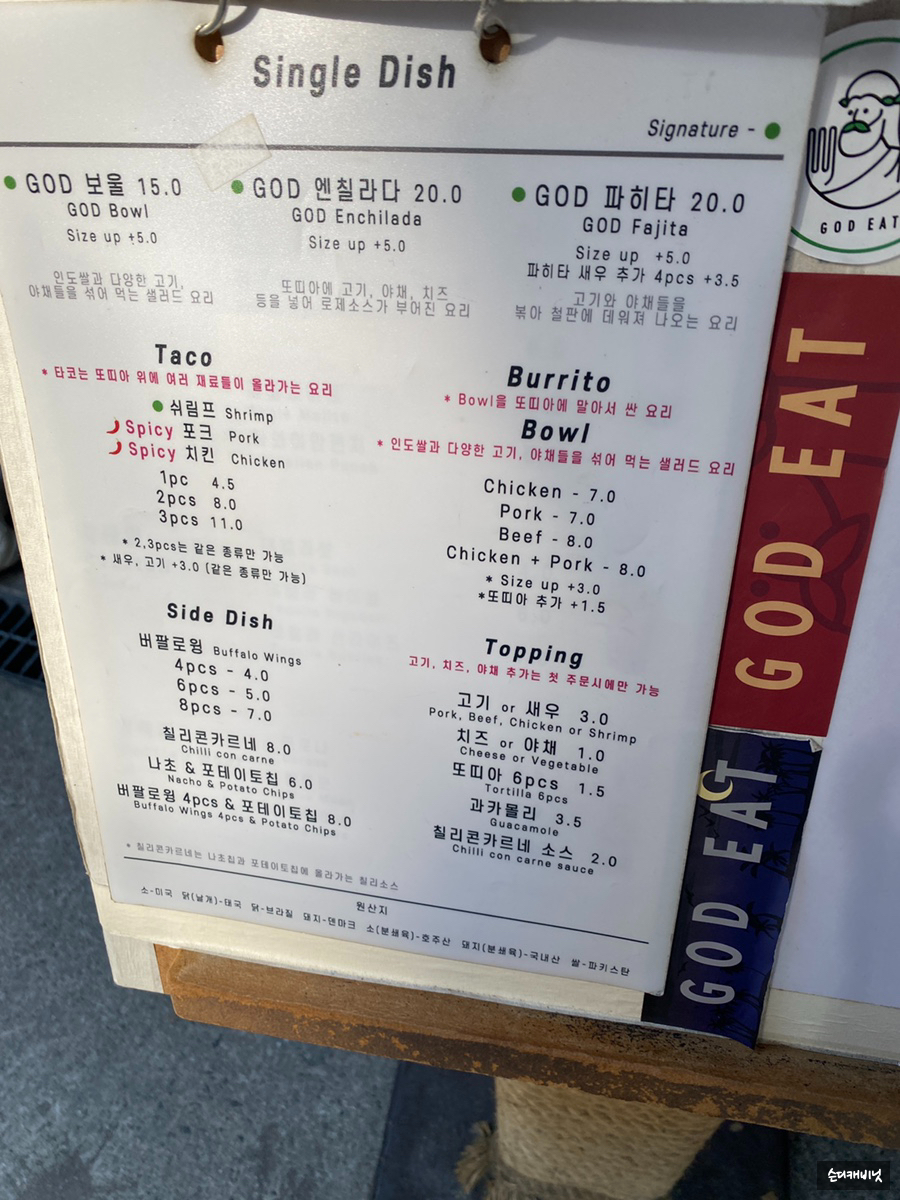 Single Dish
Signature -
GOD 보울 15.0
GOD Bowl
Size up +5.0
인도쌀과 다양한 고기,
야채들을 섞어 먹는 샐러드 요리
GOD 엔칠라다 20.0
GOD Enchilada
Size up +5.0
또띠아에 고기, 야채, 치즈
등을 넣어 로제소스가 부어진 요리
GOD 파히타 20.0
GOD Fajita
Size up +5.0
파히타 새우 추가 4pcs +3.5
고기와 야채들을
볶아 철판에 데워져 나오는 요리
Taco
* 타코는 또띠아 위에 여러 재료들이 올라가는 요리
쉬림프 Shrimp
Spicy 포크 Pork
Spicy 치킨 Chicken
1pc 4.5
2pcs 8.0
3pcs 11.0
* 2,3pcs는 같은 종류만 가능
* 새우, 고기 +3.0 (같은 종류만 가능)
Burrito
* Bowl을 또띠아에 말아서 싼 요리
Bowl
* 인도쌀과 다양한 고기, 야채들을 섞어 먹는 샐러드 요리
Chicken - 7.0
Pork - 7.0
Beef - 8.0
Chicken + Pork - 8.0
* Size up +3.0
*또띠아 추가 +1.5
Side Dish
버팔로윙 Buffalo Wings
4pcs - 4.0
6pcs - 5.0
8pcs - 7.0
칠리콘카르네 8.0
Chilli con carne
나초 & 포테이토칩 6.0
Nacho & Potato Chips
버팔로윙 4pcs & 포테이토칩 8.0
Buffalo Wings 4pcs & Potato Chips
* 칠리콘카르네는 나초칩과 포테이토칩에 올라가는 칠리소스
Topping
고기, 치즈, 야채 추가는 첫 주문시에만 가능
고기 or 새우 3.0
Pork, Beef, Chicken or Shrimp
치즈 or 야채 1.0
Cheese or Vegetable
또띠아 6pcs 1.5
Tortilla 6pcs
과카몰리 3.5
Guacamole
칠리콘카르네 소스 2.0
Chilli con carne sauce
원산지
소-미국 닭(날개)-태국 닭-브라질 돼지-덴마크 소(분쇄육)-호주산 돼지(분쇄육)-국내산 쌀-파키스탄
GOD EAT
GOD EAT
GOD EAT
손더캐비닛